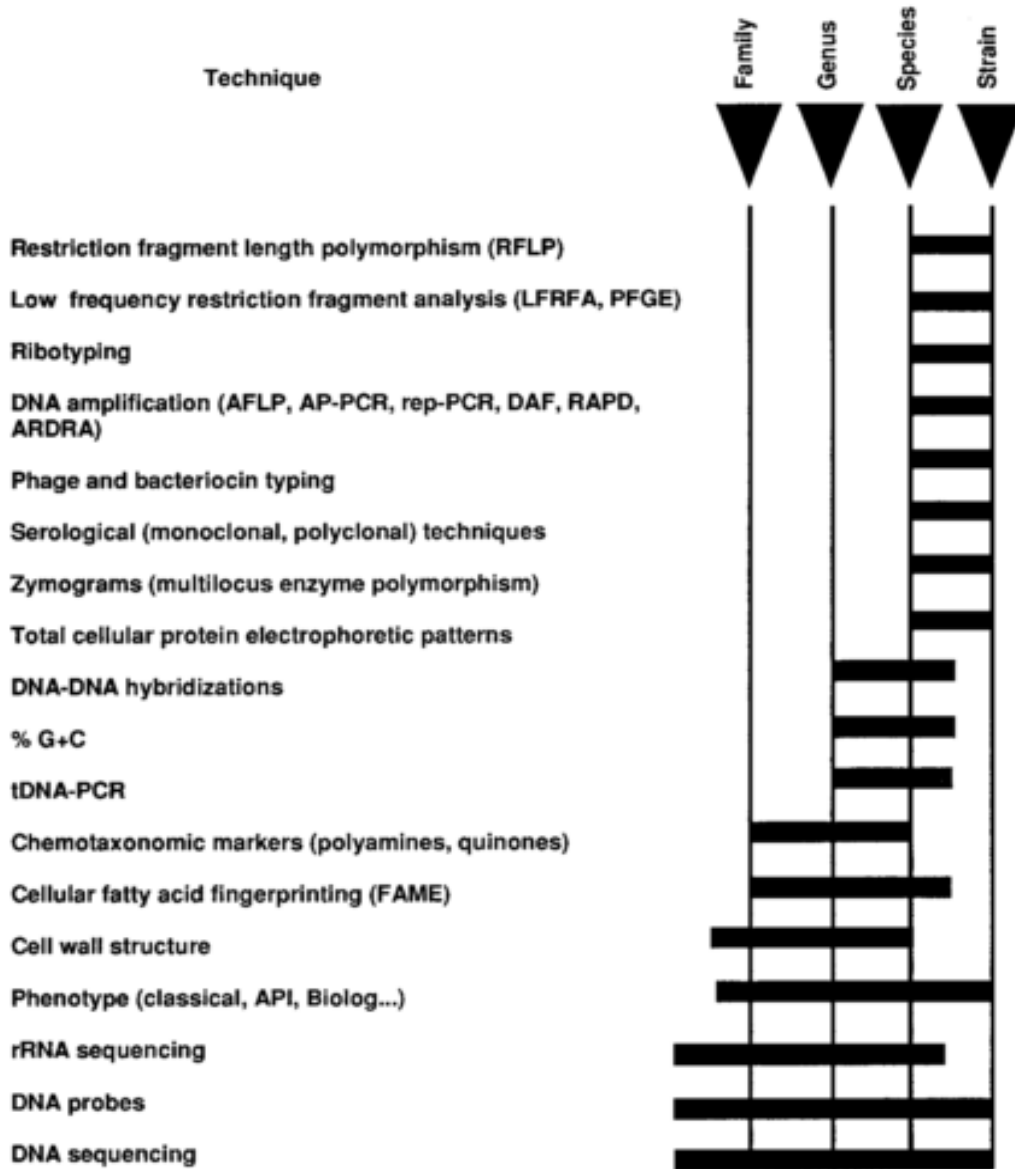 Technique
Family
Genus
Species
Strain
Restriction fragment length polymorphism (RFLP)
Low frequency restriction fragment analysis (LFRFA, PFGE)
Ribotyping
DNA amplification (AFLP, AP-PCR, rep-PCR, DAF, RAPD,
ARDRA)
Phage and bacteriocin typing
Serological (monoclonal, polyclonal) techniques
Zymograms (multilocus enzyme polymorphism)
Total cellular protein electrophoretic patterns
DNA-DNA hybridizations
% G+C
tDNA-PCR
Chemotaxonomic markers (polyamines, quinones)
Cellular fatty acid fingerprinting (FAME)
Cell wall structure
Phenotype (classical, API, Biolog...)
rRNA sequencing
DNA probes
DNA sequencing